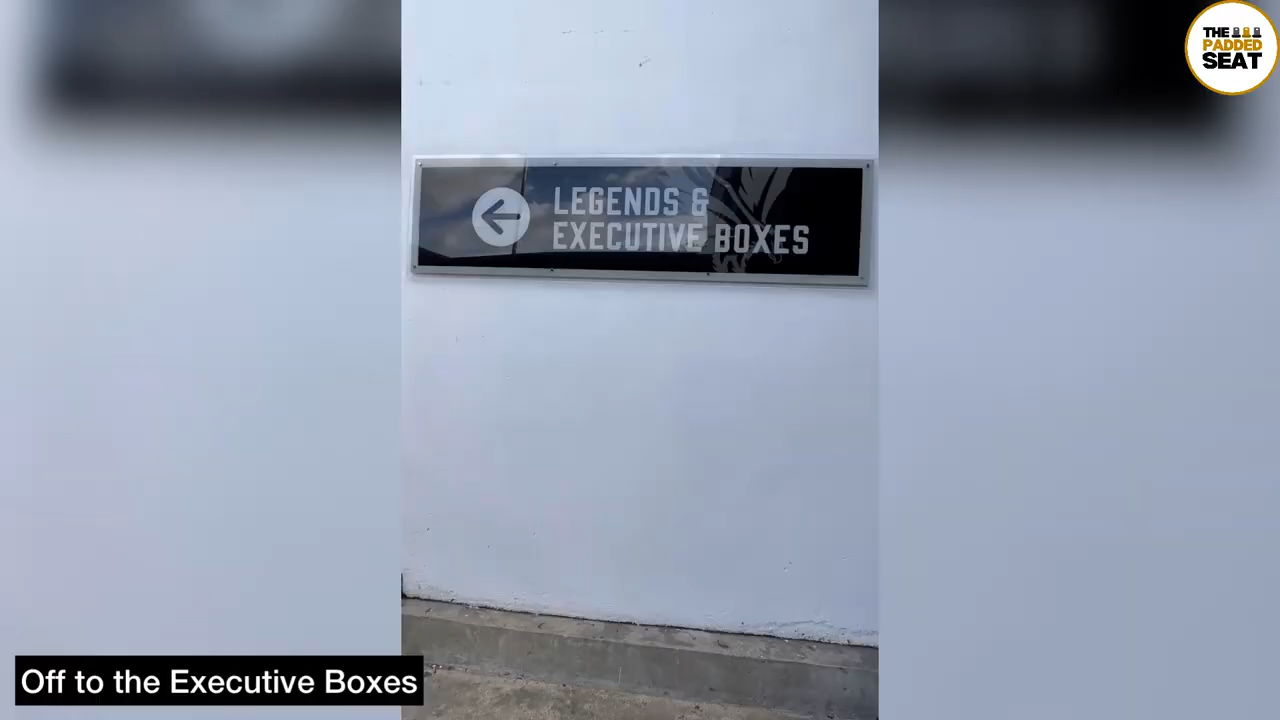 THE
PADDED
SEAT
LEGENDS &
EXECUTIVE BOXES
Off to the Executive Boxes